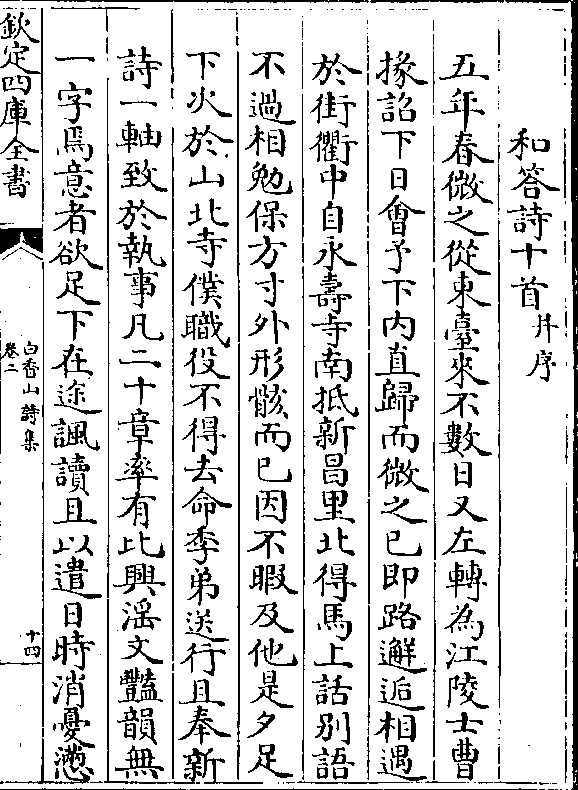 和答詩十首并序
五年春微之從東臺來不數日又左轉為江陵士曹
掾詔下日會予下内直歸而微之已即路邂逅相遇
於街衢中自永壽寺南抵新昌里北得馬上話别語
不過相勉保方寸外形骸而已因不暇及他是夕足
下次於山北寺僕職役不得去命季弟送行且奉新
詩一軸致於執事凡二十章率有比興淫文豔韻無
一字焉意者欲足下在途諷讀且以遣日時消憂懣
欽定四庫全書
白香山詩集
卷二
十四